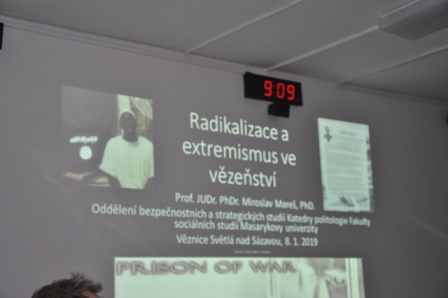 9:09
Radikalizace a
extremismus ve
vězeňství
Prof. JUDr. PhDr. Miroslav Mareš, PhD.
Oddělení bezpečnostních a strategických studií Katedry politologie Fakulty
sociálních studií Masarykovy univerzity
Věznice Světlá nad Sázavou, 8. 1. 2019
PRISON OF WAR